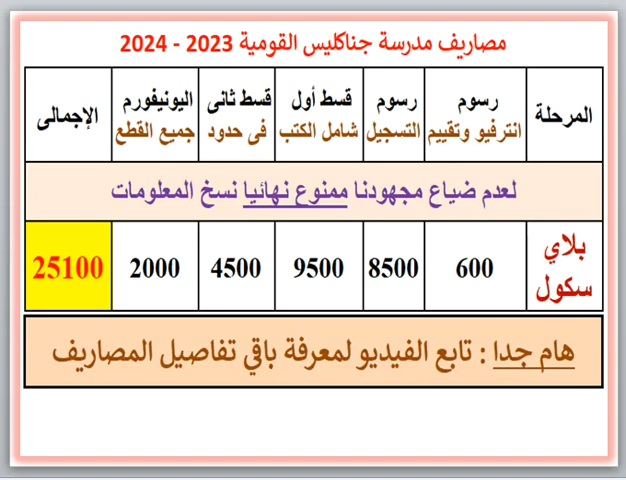 مصاريف مدرسة جناكليس القومية 2023 - 2024
المرحلة رسوم انترفيو وتقييم رسوم التسجيل قسط أول شامل الكتب قسط ثانى فى حدود اليونيفورم جميع القطع الإجمالى
لعدم ضياع مجهودنا ممنوع نهائيا نسخ المعلومات
بلاي سكول 600 8500 9500 4500 2000 25100
هام جدا : تابع الفيديو لمعرفة باقي تفاصيل المصاريف